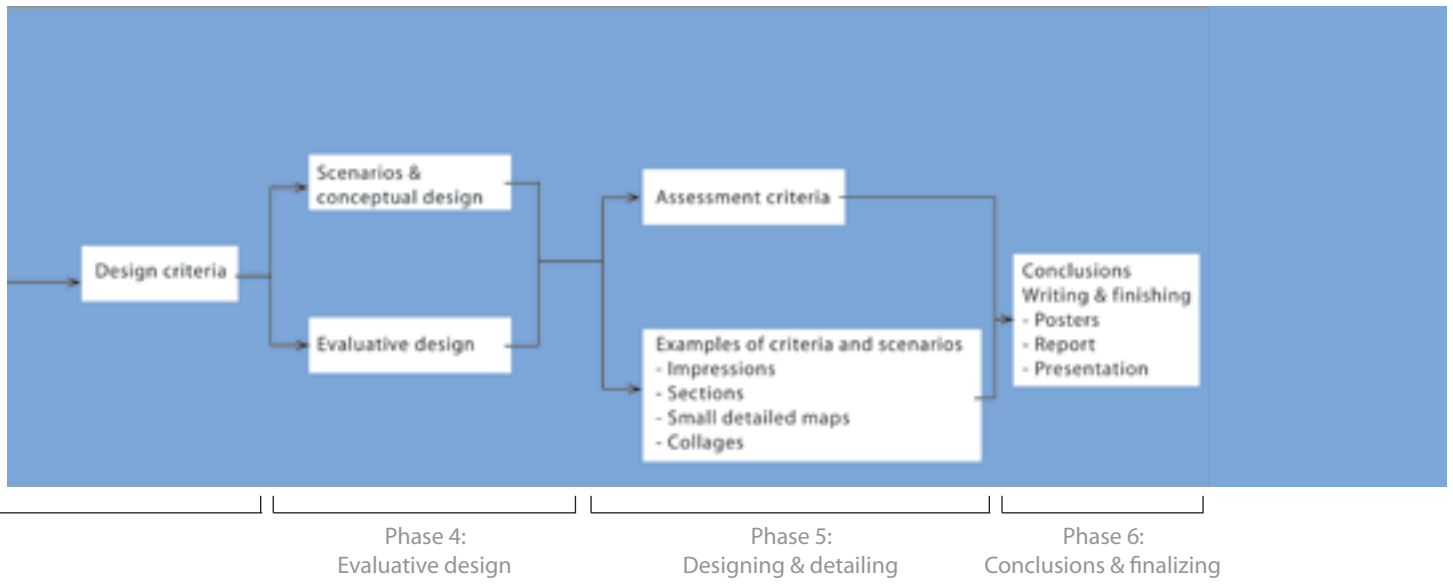 Design criteria
Scenarios &
conceptual design
Evaluative design
Assessment criteria
Examples of criteria and scenarios
- Impressions
- Sections
- Small detailed maps
- Collages
Conclusions
Writing & finishing
- Posters
- Report
- Presentation
Phase 4:
Evaluative design
Phase 5:
Designing & detailing
Phase 6:
Conclusions & finalizing